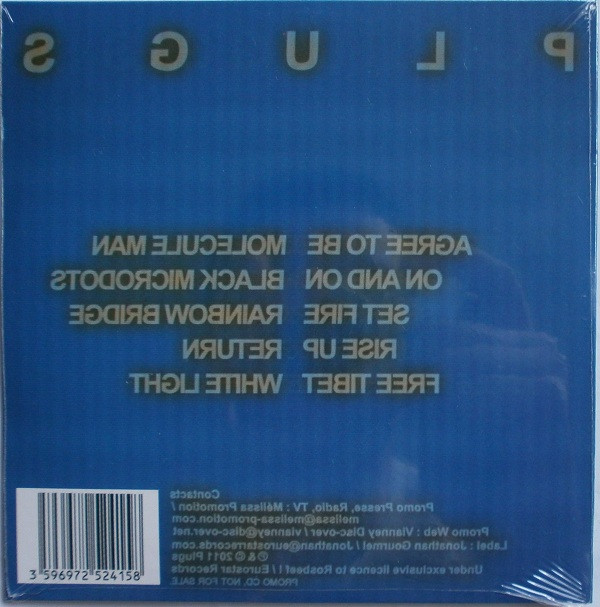 P L U G S
AGREE TO BE MOLECULE MAN
ON AND ON BLACK MICRODOTS
SET FIRE RAINBOW BRIDGE
RISE UP RETURN
FREE TIBET WHITE LIGHT
Contacts
Promo Presse, Radio, TV : Mélissa Promotion /
melissa@melissa-promotion.com
Promo Web : Vianney Disc-over / vianney@disc-over.net
Label : Jonathan Gourmel / Jonathan@eurostarrecords.com
℗ & © 2011 Plugs
Under exclusive licence to Rosbeef ! / Eurostar Records
PROMO CD, NOT FOR SALE
3 596972 524158